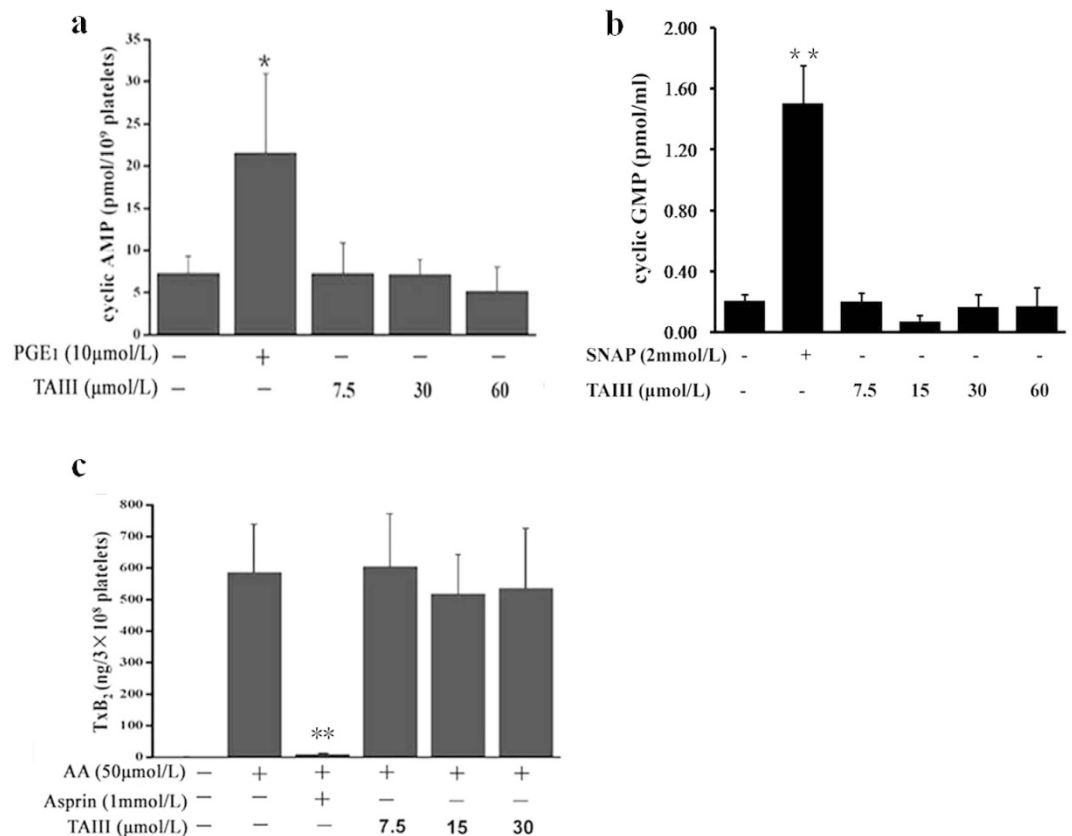 a
cyclic AMP (pmol/10⁹ platelets)
35
30
25
20
15
10
5
0
*
PGE1 (10µmol/L) – + – – –
TAIII (µmol/L) – – 7.5 30 60
b
cyclic GMP (pmol/ml)
2.00
1.60
1.20
0.80
0.40
0.00
**
SNAP (2mmol/L) - + - - - -
TAIII (µmol/L) - - 7.5 15 30 60
c
TxB₂ (ng/3×10⁸ platelets)
800
700
600
500
400
300
200
100
0
**
AA (50µmol/L) – + + + + +
Asprin (1mmol/L) – – + – – –
TAIII (µmol/L) – – – 7.5 15 30